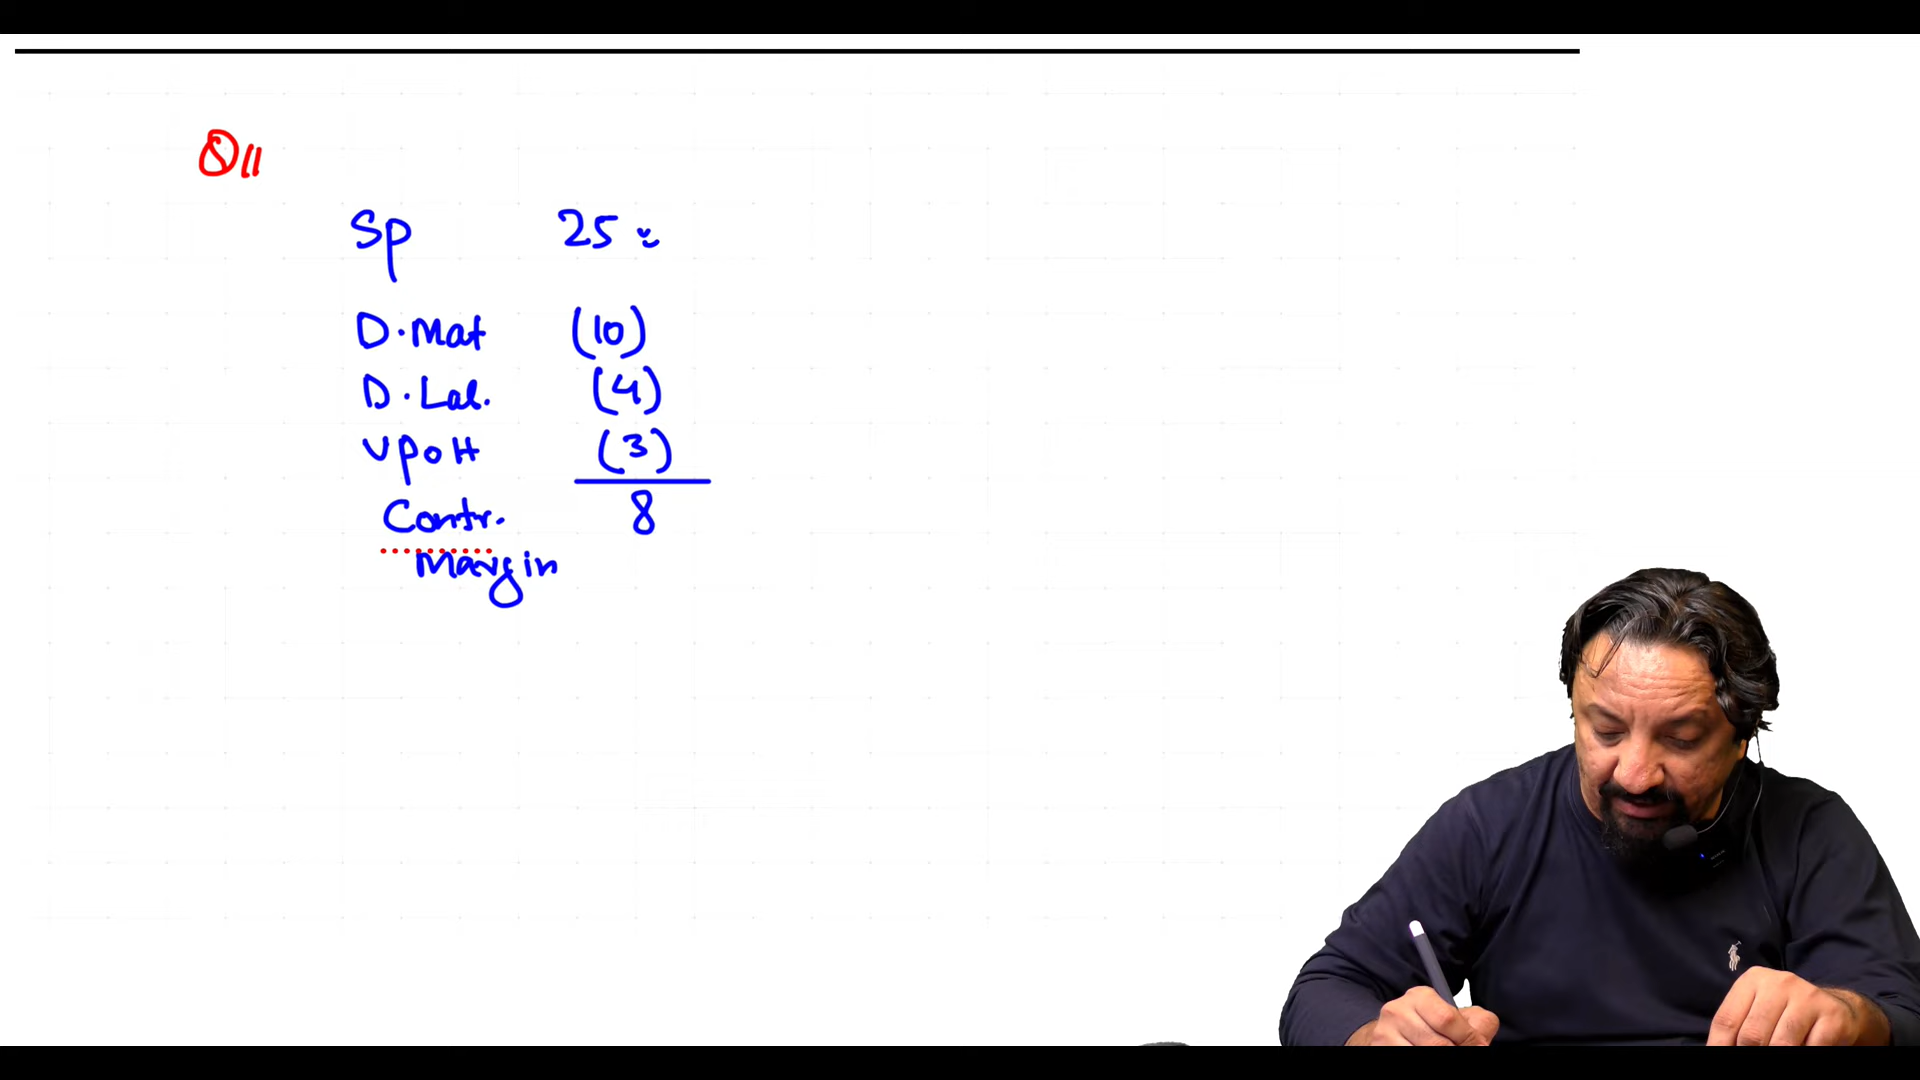 Q11
Sp 25
D.Mat (10)
D.Lab. (4)
VPOH (3)
Contr. 8
Margin